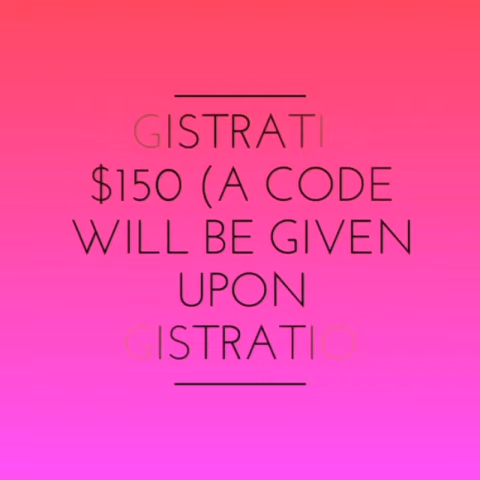 GISTRATI
$150 (A CODE
WILL BE GIVEN
UPON
GISTRATIO